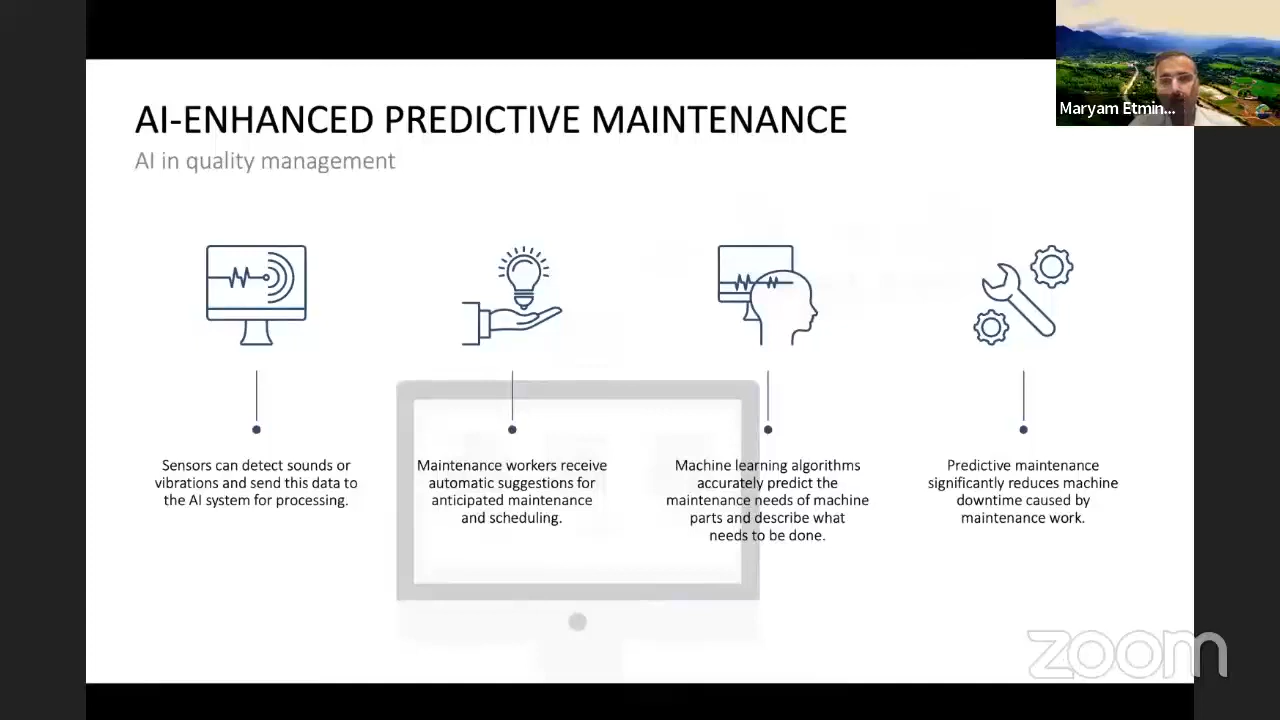 Maryam Etmin...
AI-ENHANCED PREDICTIVE MAINTENANCE
AI in quality management
Sensors can detect sounds or
vibrations and send this data to
the AI system for processing.
Maintenance workers receive
automatic suggestions for
anticipated maintenance
and scheduling.
Machine learning algorithms
accurately predict the
maintenance needs of machine
parts and describe what
needs to be done.
Predictive maintenance
significantly reduces machine
downtime caused by
maintenance work.
zoom